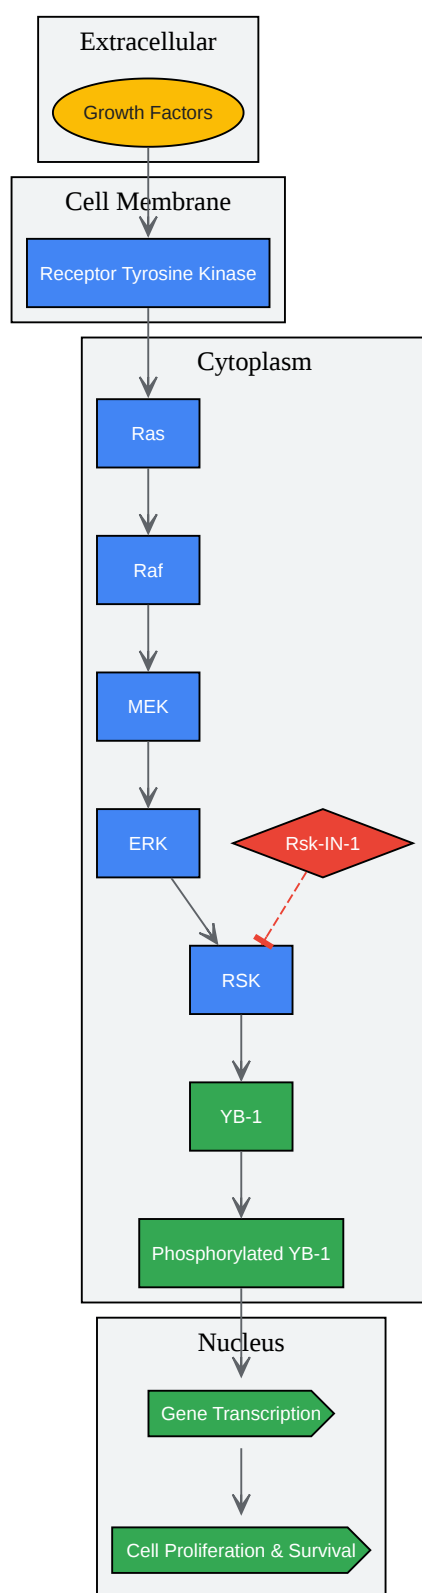 Extracellular
Growth Factors
Cell Membrane
Receptor Tyrosine Kinase
Cytoplasm
Ras
Raf
MEK
ERK
Rsk-IN-1
RSK
YB-1
Phosphorylated YB-1
Nucleus
Gene Transcription
Cell Proliferation & Survival